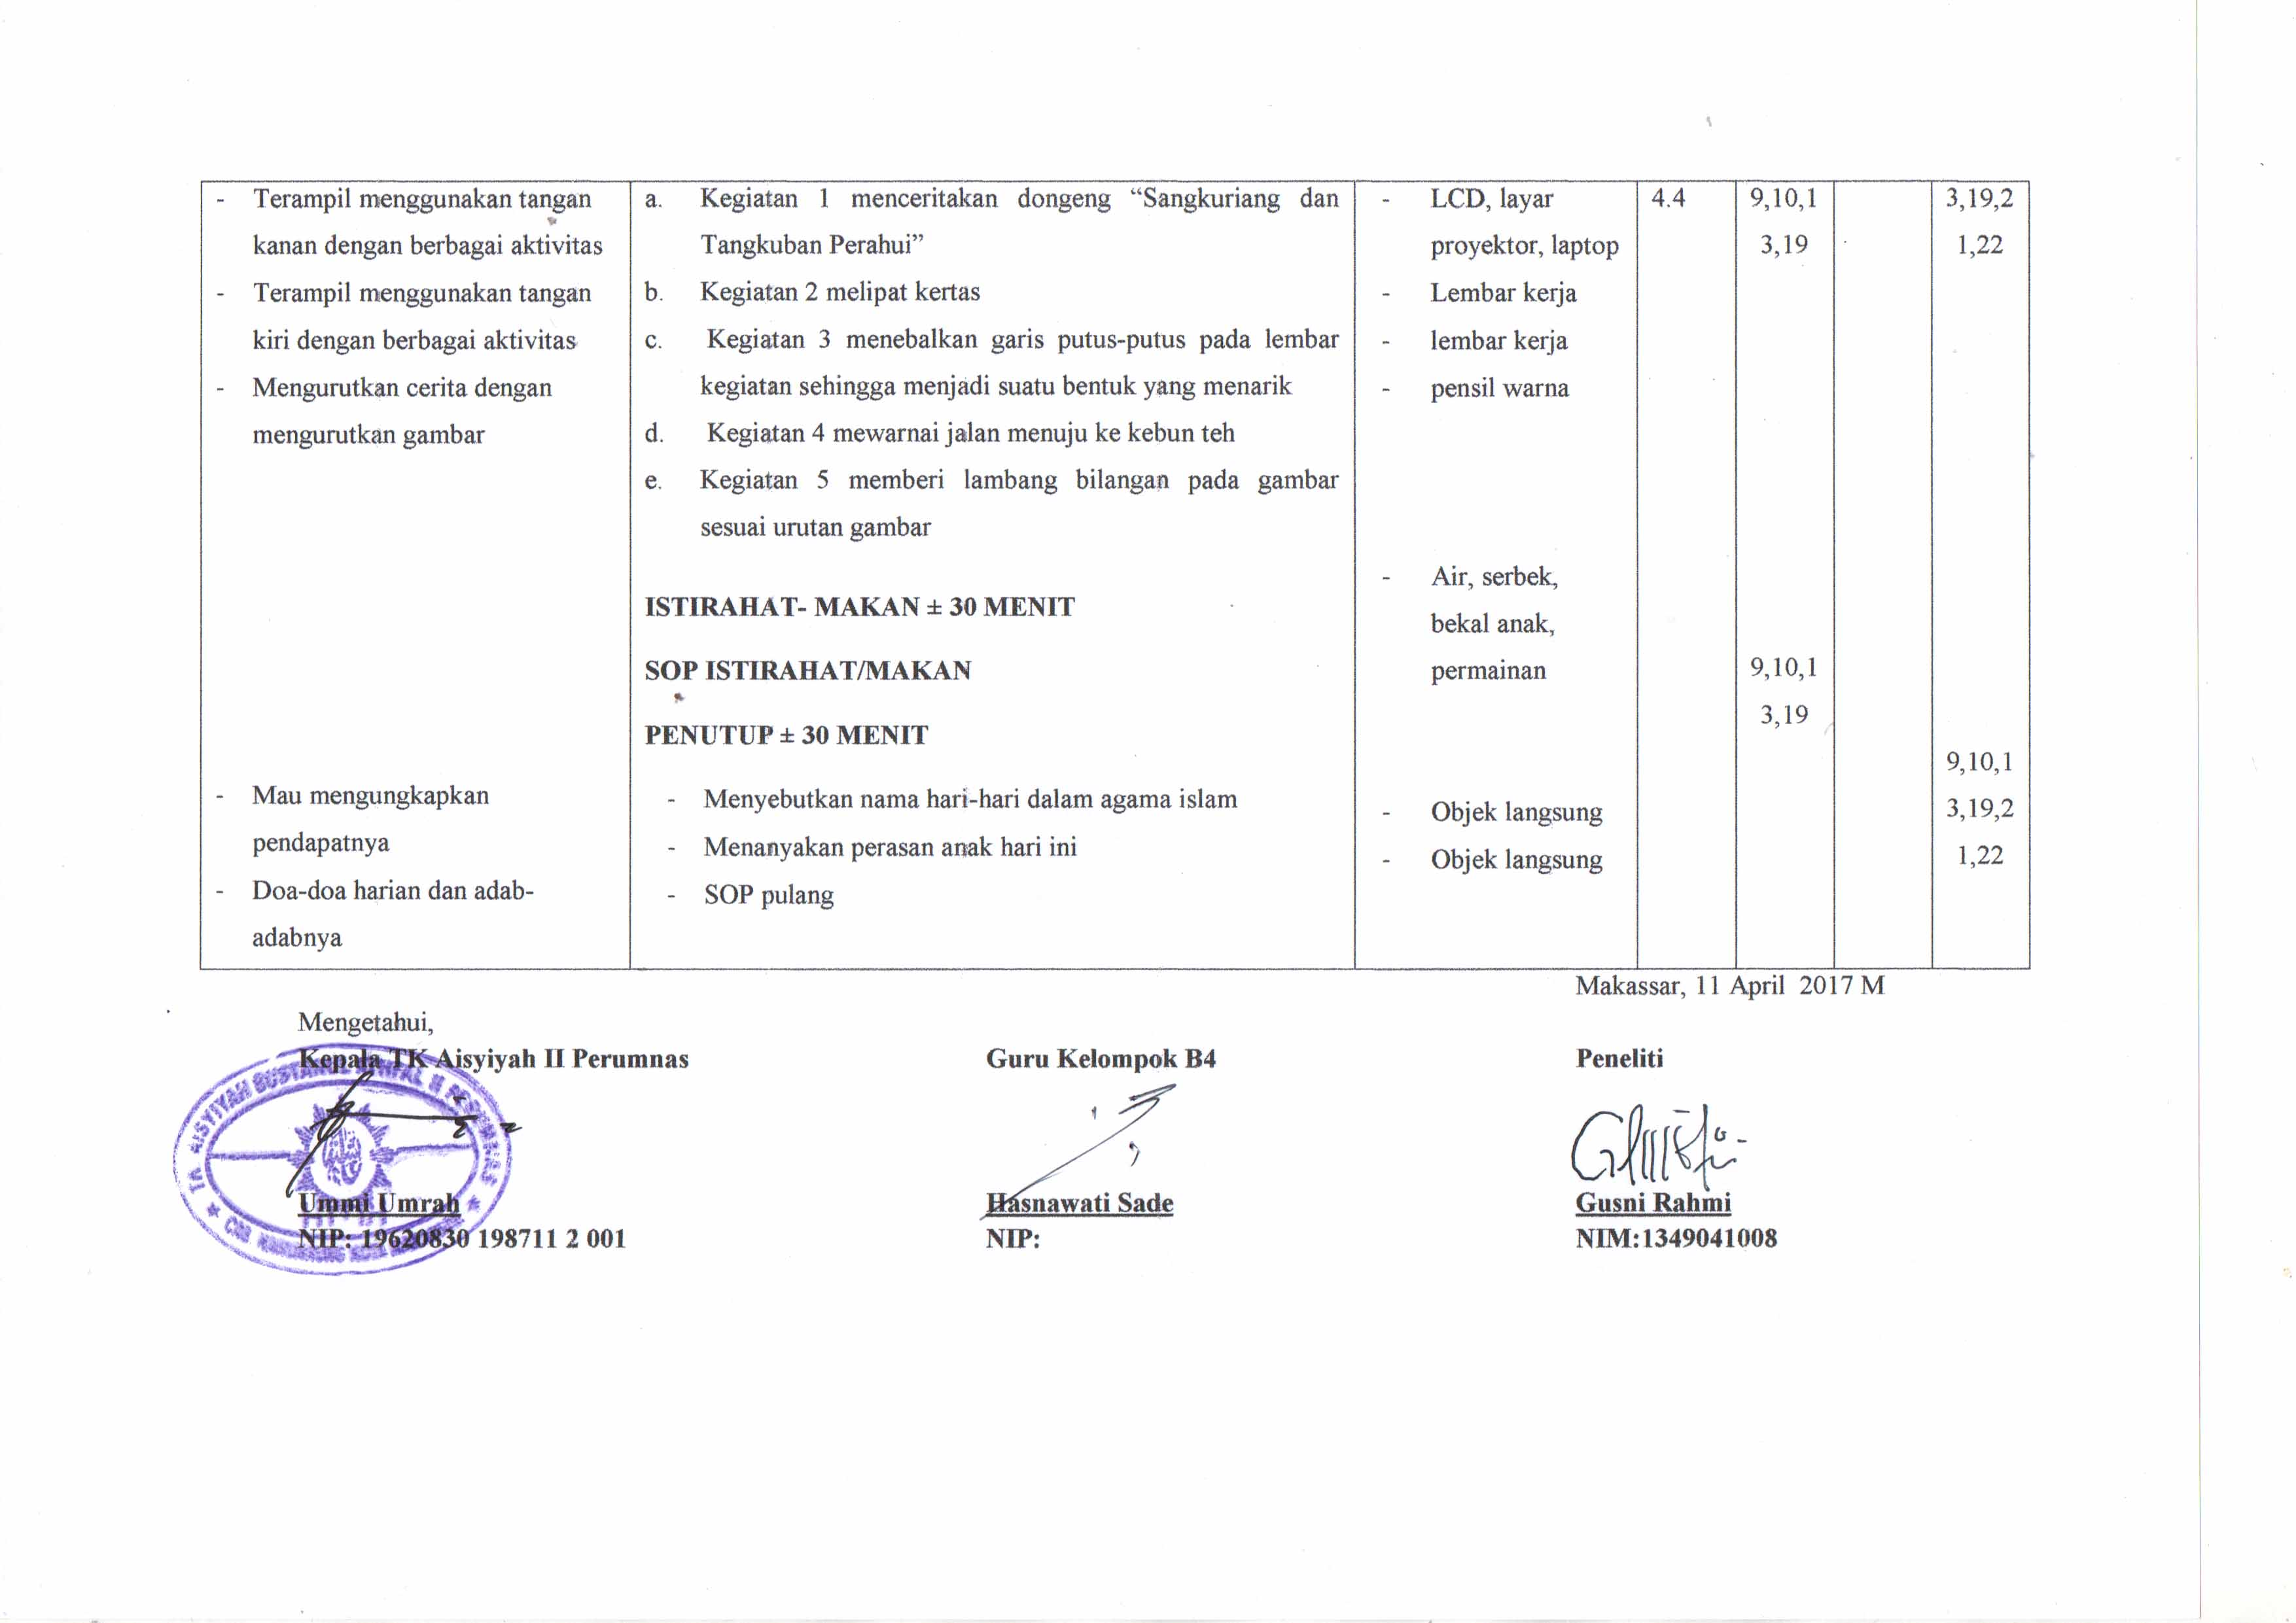 - Terampil menggunakan tangan
kanan dengan berbagai aktivitas
- Terampil menggunakan tangan
kiri dengan berbagai aktivitas
- Mengurutkan cerita dengan
mengurutkan gambar
- Mau mengungkapkan
pendapatnya
- Doa-doa harian dan adab-
adabnya
a. Kegiatan 1 menceritakan dongeng “Sangkuriang dan
Tangkuban Perahui”
b. Kegiatan 2 melipat kertas
c. Kegiatan 3 menebalkan garis putus-putus pada lembar
kegiatan sehingga menjadi suatu bentuk yang menarik
d. Kegiatan 4 mewarnai jalan menuju ke kebun teh
e. Kegiatan 5 memberi lambang bilangan pada gambar
sesuai urutan gambar
ISTIRAHAT- MAKAN ± 30 MENIT
SOP ISTIRAHAT/MAKAN
PENUTUP ± 30 MENIT
- Menyebutkan nama hari-hari dalam agama islam
- Menanyakan perasan anak hari ini
- SOP pulang
- LCD, layar
proyektor, laptop
- Lembar kerja
- lembar kerja
- pensil warna
- Air, serbek,
bekal anak,
permainan
- Objek langsung
- Objek langsung
4.4
9,10,1
3,19
9,10,1
3,19
3,19,2
1,22
9,10,1
3,19,2
1,22
Makassar, 11 April 2017 M
Mengetahui,
Kepala TK Aisyiyah II Perumnas
Ummi Umrah
NIP: 19620830 198711 2 001
Guru Kelompok B4
Hasnawati Sade
NIP:
Peneliti
Gusni Rahmi
NIM:1349041008